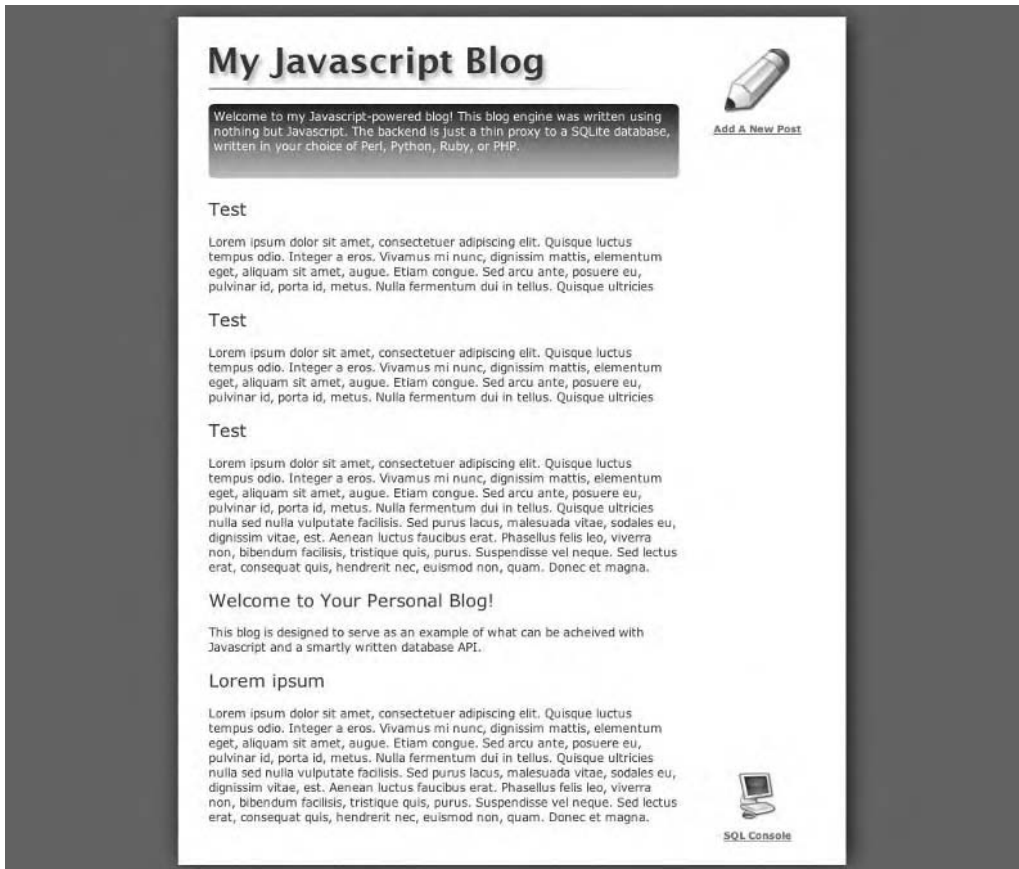 My Javascript Blog
Add A New Post
Welcome to my Javascript-powered blog! This blog engine was written using
nothing but Javascript. The backend is just a thin proxy to a SQLite database,
written in your choice of Perl, Python, Ruby, or PHP.
Test
Lorem ipsum dolor sit amet, consectetuer adipiscing elit. Quisque luctus
tempus odio. Integer a eros. Vivamus mi nunc, dignissim mattis, elementum
eget, aliquam sit amet, augue. Etiam congue. Sed arcu ante, posuere eu,
pulvinar id, porta id, metus. Nulla fermentum dui in tellus. Quisque ultricies
Test
Lorem ipsum dolor sit amet, consectetuer adipiscing elit. Quisque luctus
tempus odio. Integer a eros. Vivamus mi nunc, dignissim mattis, elementum
eget, aliquam sit amet, augue. Etiam congue. Sed arcu ante, posuere eu,
pulvinar id, porta id, metus. Nulla fermentum dui in tellus. Quisque ultricies
Test
Lorem ipsum dolor sit amet, consectetuer adipiscing elit. Quisque luctus
tempus odio. Integer a eros. Vivamus mi nunc, dignissim mattis, elementum
eget, aliquam sit amet, augue. Etiam congue. Sed arcu ante, posuere eu,
pulvinar id, porta id, metus. Nulla fermentum dui in tellus. Quisque ultricies
nulla sed nulla vulputate facilisis. Sed purus lacus, malesuada vitae, sodales eu,
dignissim vitae, est. Aenean luctus faucibus erat. Phasellus felis leo, viverra
non, bibendum facilisis, tristique quis, purus. Suspendisse vel neque. Sed lectus
erat, consequat quis, hendrerit nec, euismod non, quam. Donec et magna.
Welcome to Your Personal Blog!
This blog is designed to serve as an example of what can be acheived with
Javascript and a smartly written database API.
Lorem ipsum
Lorem ipsum dolor sit amet, consectetuer adipiscing elit. Quisque luctus
tempus odio. Integer a eros. Vivamus mi nunc, dignissim mattis, elementum
eget, aliquam sit amet, augue. Etiam congue. Sed arcu ante, posuere eu,
pulvinar id, porta id, metus. Nulla fermentum dui in tellus. Quisque ultricies
nulla sed nulla vulputate facilisis. Sed purus lacus, malesuada vitae, sodales eu,
dignissim vitae, est. Aenean luctus faucibus erat. Phasellus felis leo, viverra
non, bibendum facilisis, tristique quis, purus. Suspendisse vel neque. Sed lectus
erat, consequat quis, hendrerit nec, euismod non, quam. Donec et magna.
SQL Console